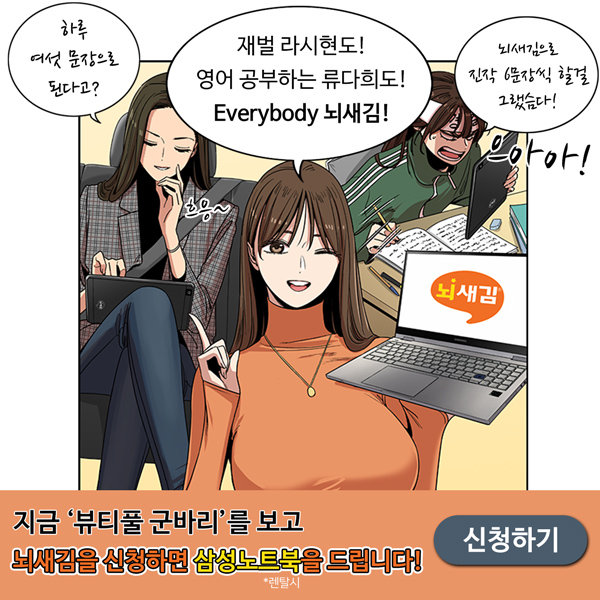 하루
여섯 문장으로
된다고?
재벌 라시현도!
영어 공부하는 류다희도!
Everybody 뇌새김!
뇌새김으로
진작 6문장씩 할걸
그랬슴다!
으아아!
흐응~
뇌새김
지금 ‘뷰티풀 군바리’를 보고
뇌새김을 신청하면 삼성노트북을 드립니다!
*렌탈시
신청하기